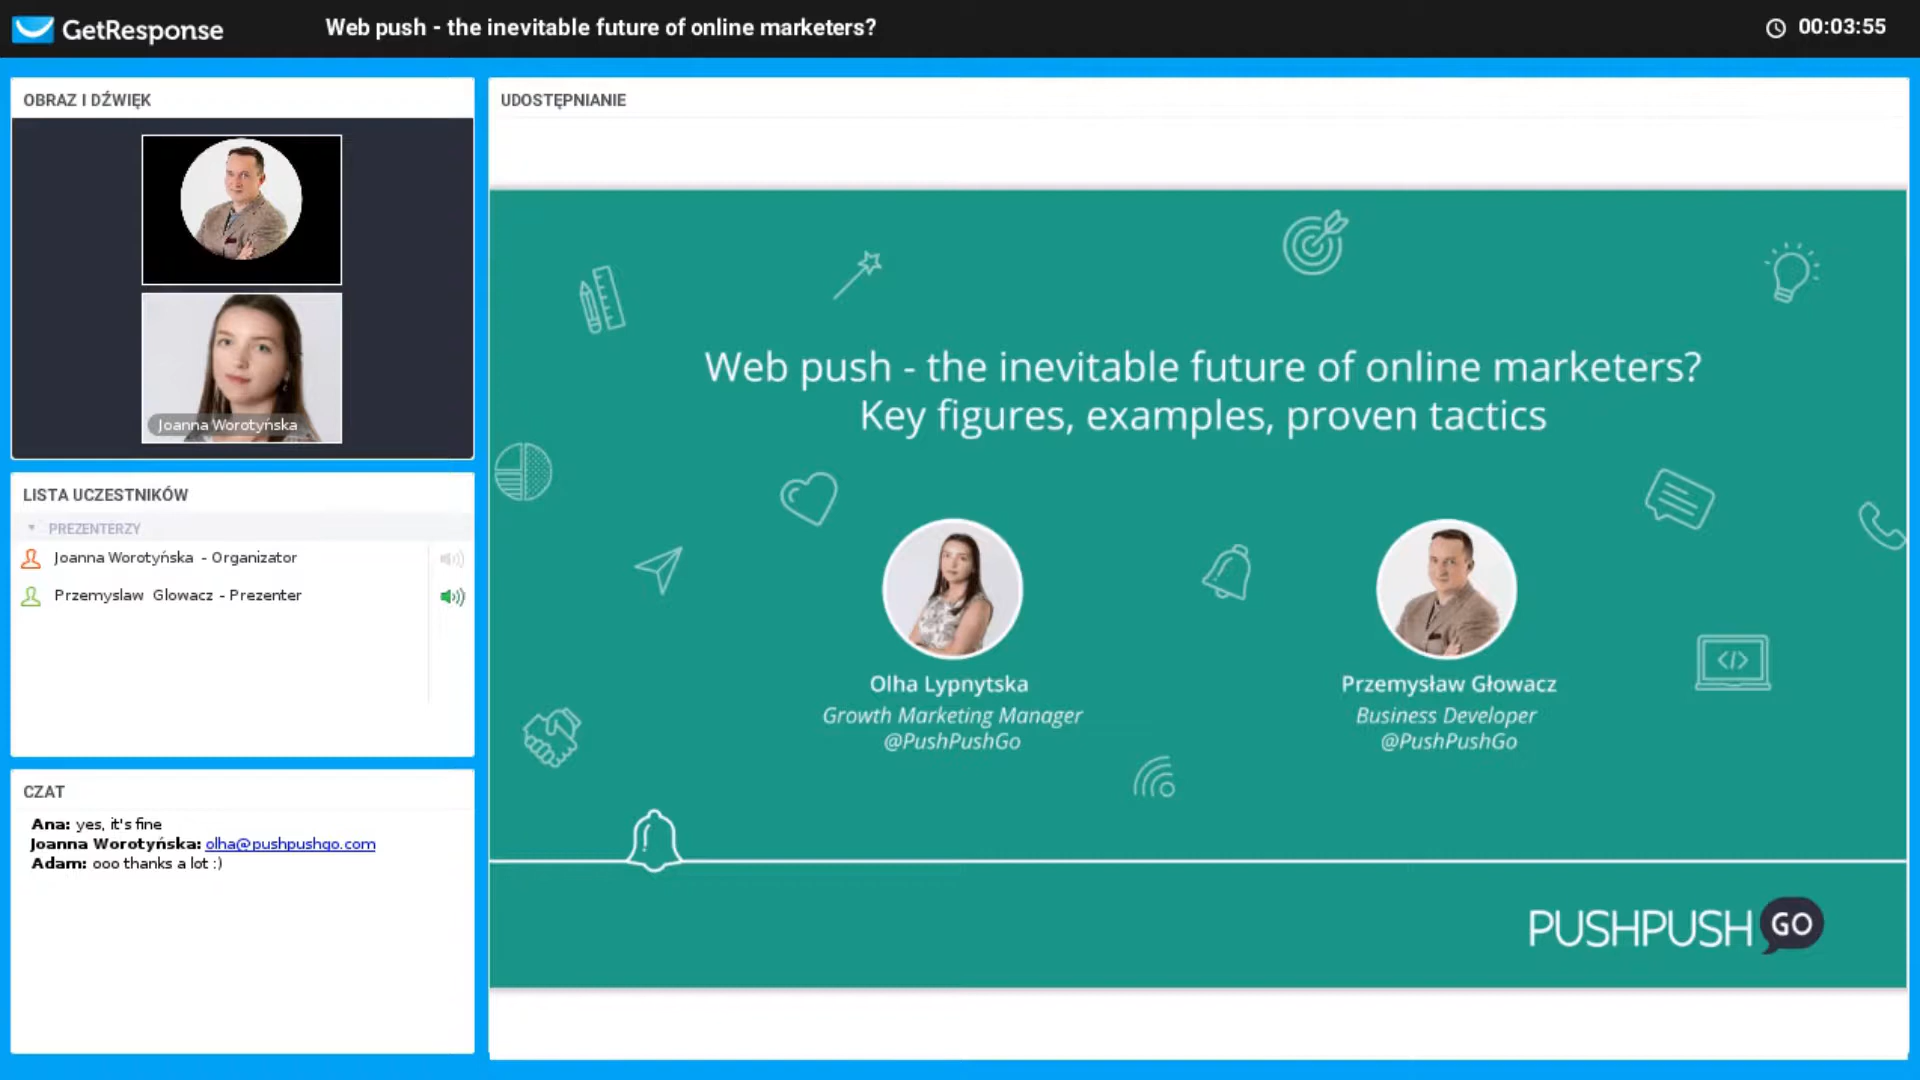 GetResponse
Web push - the inevitable future of online marketers?
00:03:55
OBRAZ I DŹWIĘK
Joanna Worotyńska
LISTA UCZESTNIKÓW
PREZENTERZY
Joanna Worotyńska - Organizator
Przemyslaw Glowacz - Prezenter
CZAT
Ana: yes, it's fine
Joanna Worotyńska: olha@pushpushgo.com
Adam: ooo thanks a lot :)
UDOSTĘPNIANIE
Web push - the inevitable future of online marketers?
Key figures, examples, proven tactics
Olha Lypnytska
Growth Marketing Manager
@PushPushGo
Przemysław Głowacz
Business Developer
@PushPushGo
PUSHPUSH GO